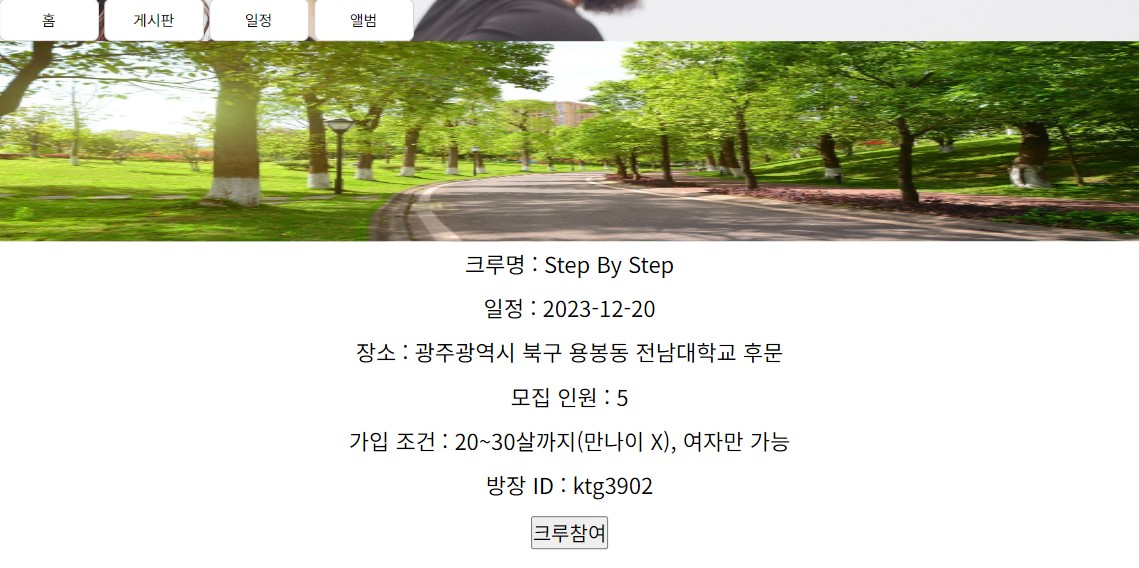 홈 게시판 일정 앨범
크루명 : Step By Step
일정 : 2023-12-20
장소 : 광주광역시 북구 용봉동 전남대학교 후문
모집 인원 : 5
가입 조건 : 20~30살까지(만나이 X), 여자만 가능
방장 ID : ktg3902
크루참여